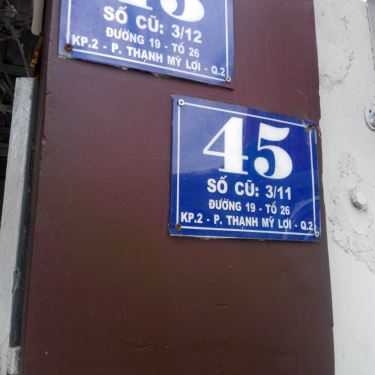 SỐ CŨ: 3/12
ĐƯỜNG 19 - TỔ 26
KP.2 - P. THẠNH MỸ LỢI - Q.2
45
SỐ CŨ: 3/11
ĐƯỜNG 19 - TỔ 26
KP.2 - P. THẠNH MỸ LỢI - Q.2